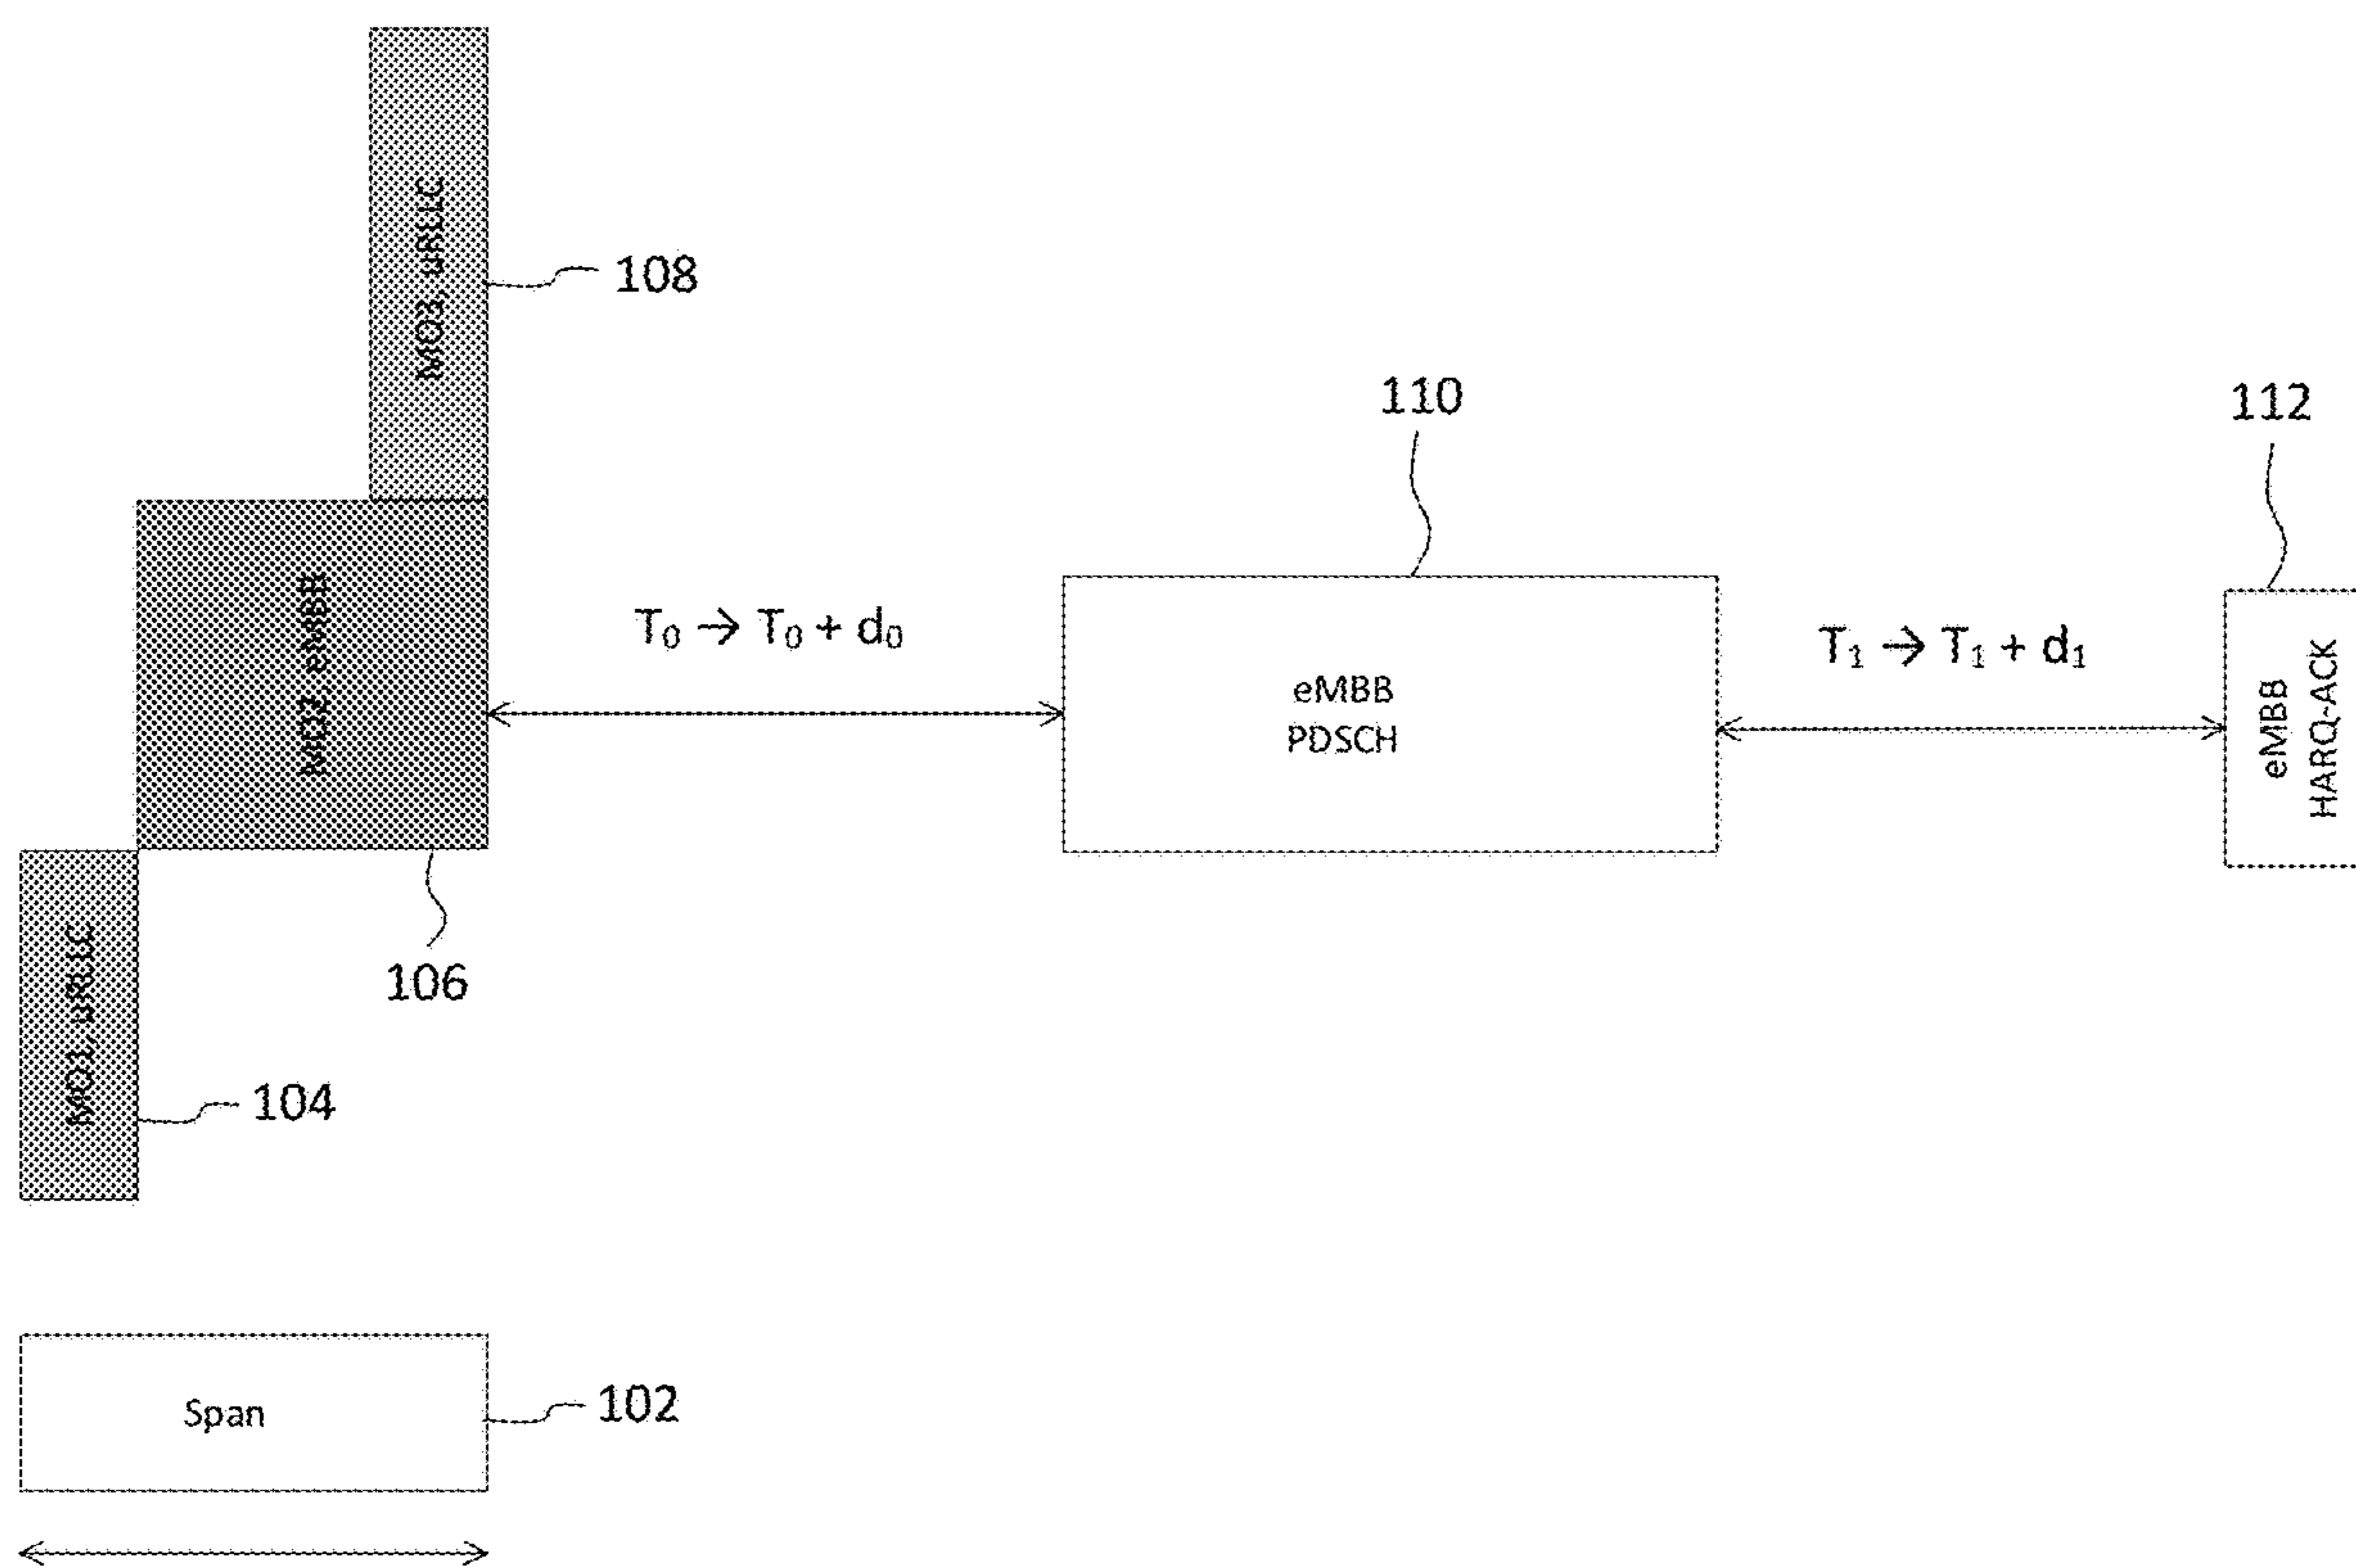 MO3, uRLLC
108
110
112
MO2, eMBB
T₀ → T₀ + d₀
T₁ → T₁ + d₁
eMBB
PDSCH
eMBB
HARQ-ACK
106
MO1, uRLLC
104
Span
102